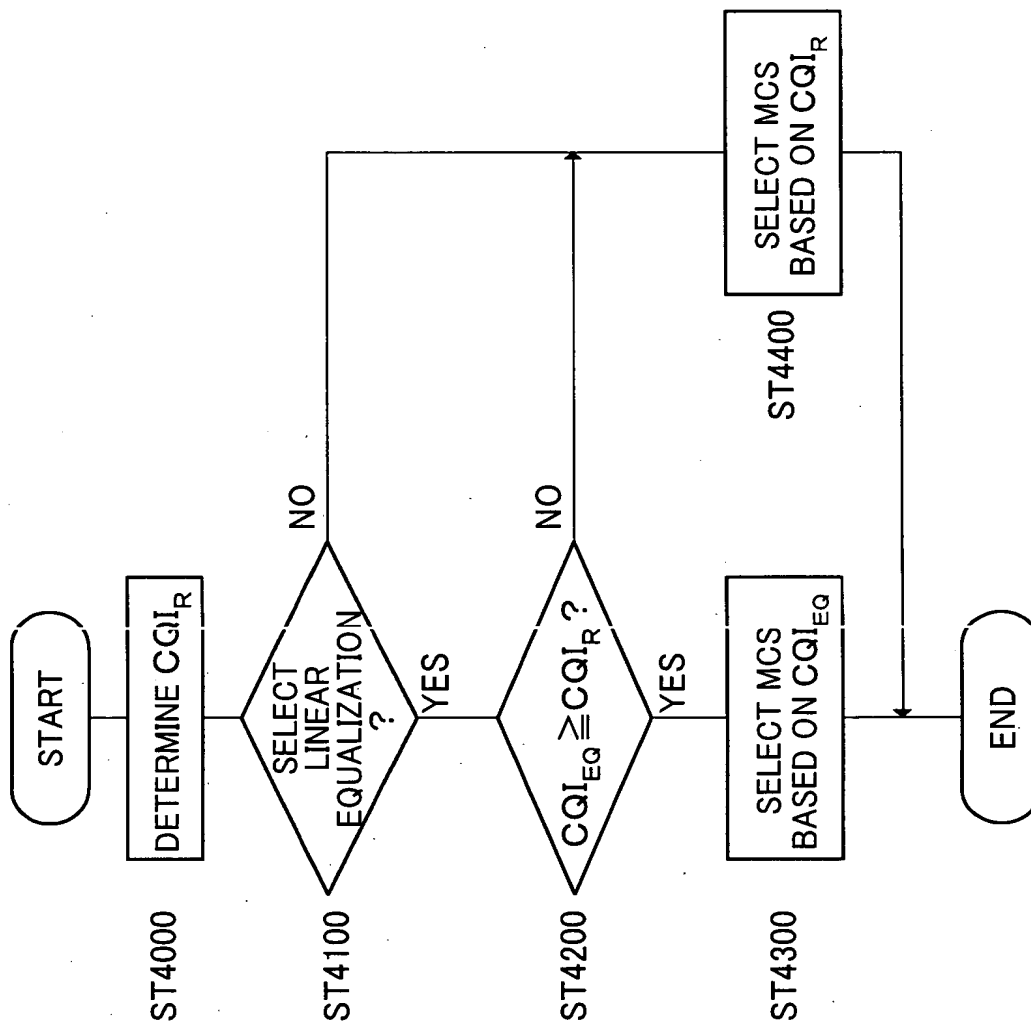 START
ST4000
DETERMINE CQI_R
ST4100
SELECT
LINEAR
EQUALIZATION
?
NO
YES
ST4200
CQI_EQ ≧ CQI_R ?
NO
YES
ST4300
SELECT MCS
BASED ON CQI_EQ
ST4400
SELECT MCS
BASED ON CQI_R
END